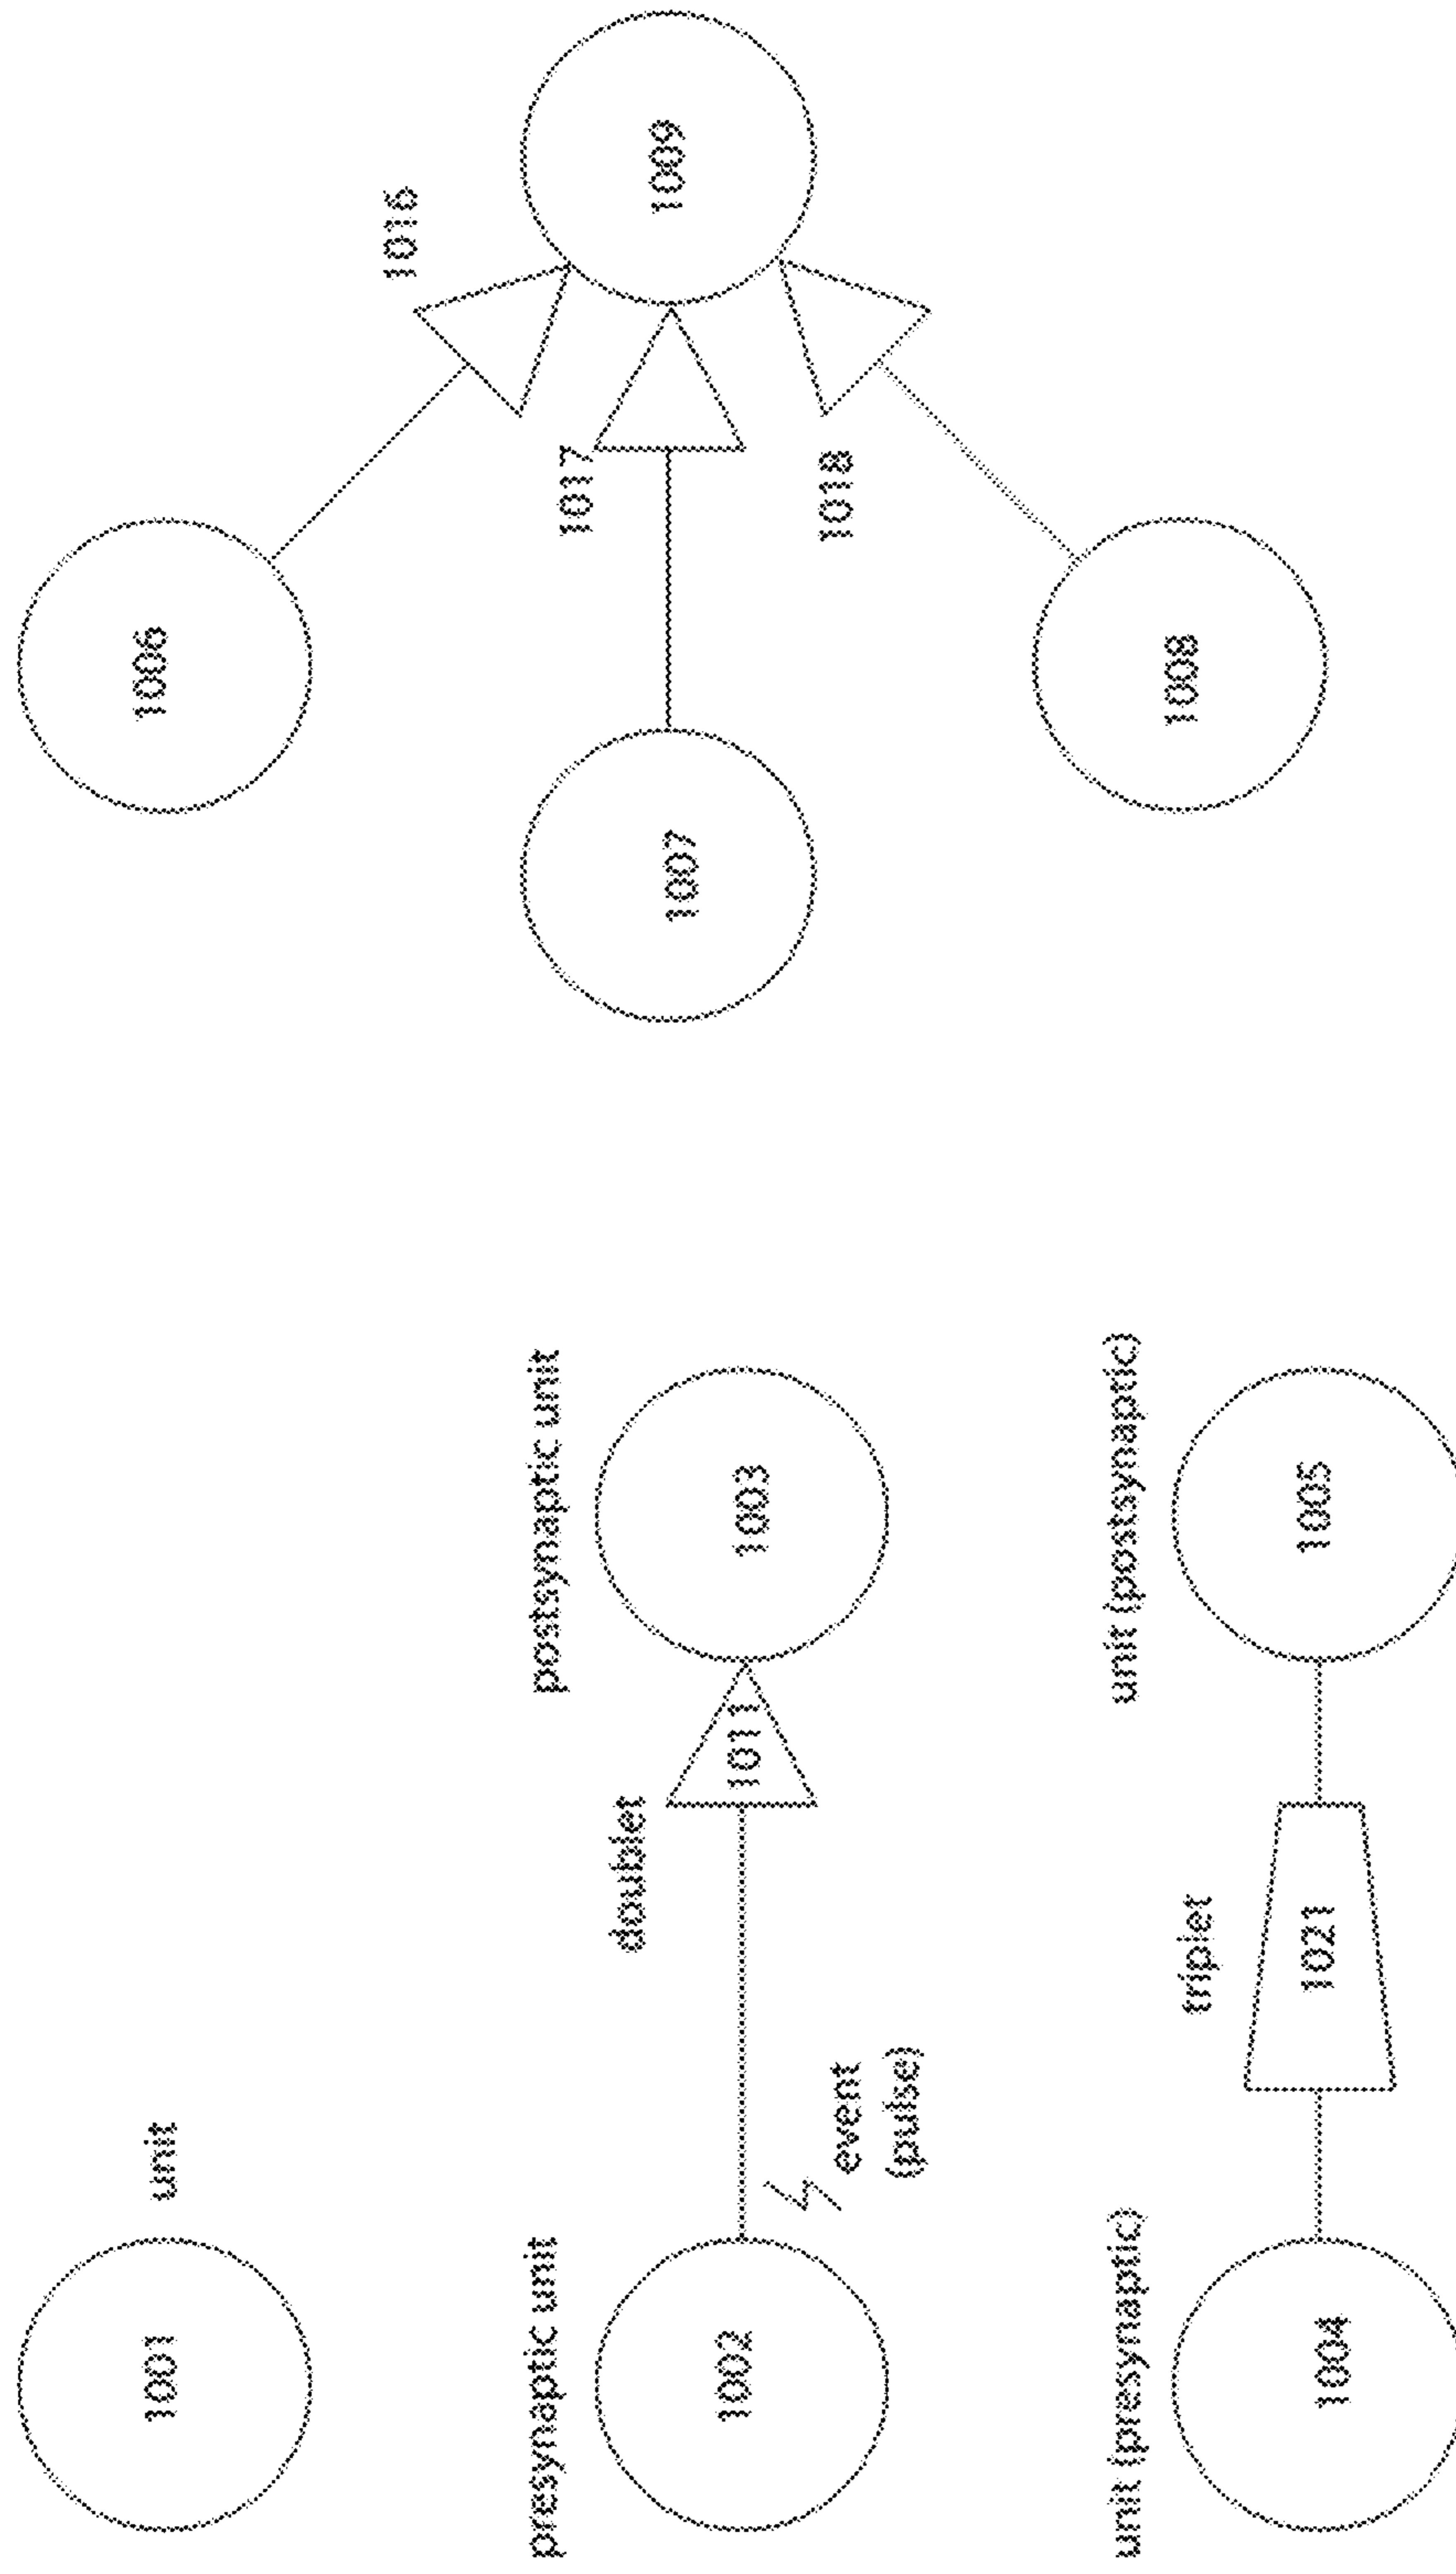 1001
unit
presynaptic unit
1002
event
(pulse)
doublet
1011
postsynaptic unit
1003
unit (presynaptic)
1004
triplet
1021
unit (postsynaptic)
1005
1006
1016
1007
1017
1009
1018
1008